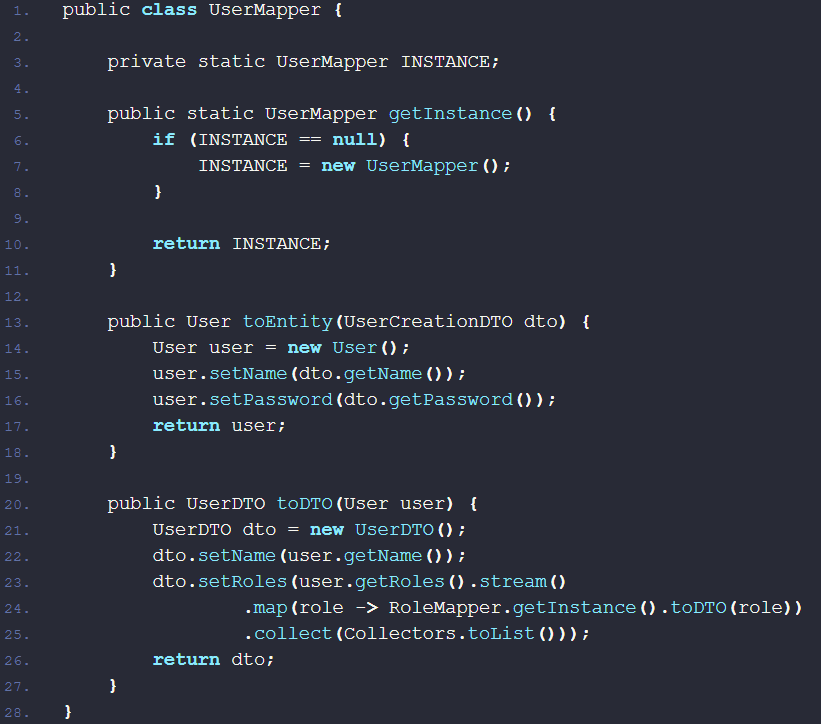 1. public class UserMapper {
2.
3. private static UserMapper INSTANCE;
4.
5. public static UserMapper getInstance() {
6. if (INSTANCE == null) {
7. INSTANCE = new UserMapper();
8. }
9.
10. return INSTANCE;
11. }
12.
13. public User toEntity(UserCreationDTO dto) {
14. User user = new User();
15. user.setName(dto.getName());
16. user.setPassword(dto.getPassword());
17. return user;
18. }
19.
20. public UserDTO toDTO(User user) {
21. UserDTO dto = new UserDTO();
22. dto.setName(user.getName());
23. dto.setRoles(user.getRoles().stream()
24. .map(role -> RoleMapper.getInstance().toDTO(role))
25. .collect(Collectors.toList()));
26. return dto;
27. }
28. }